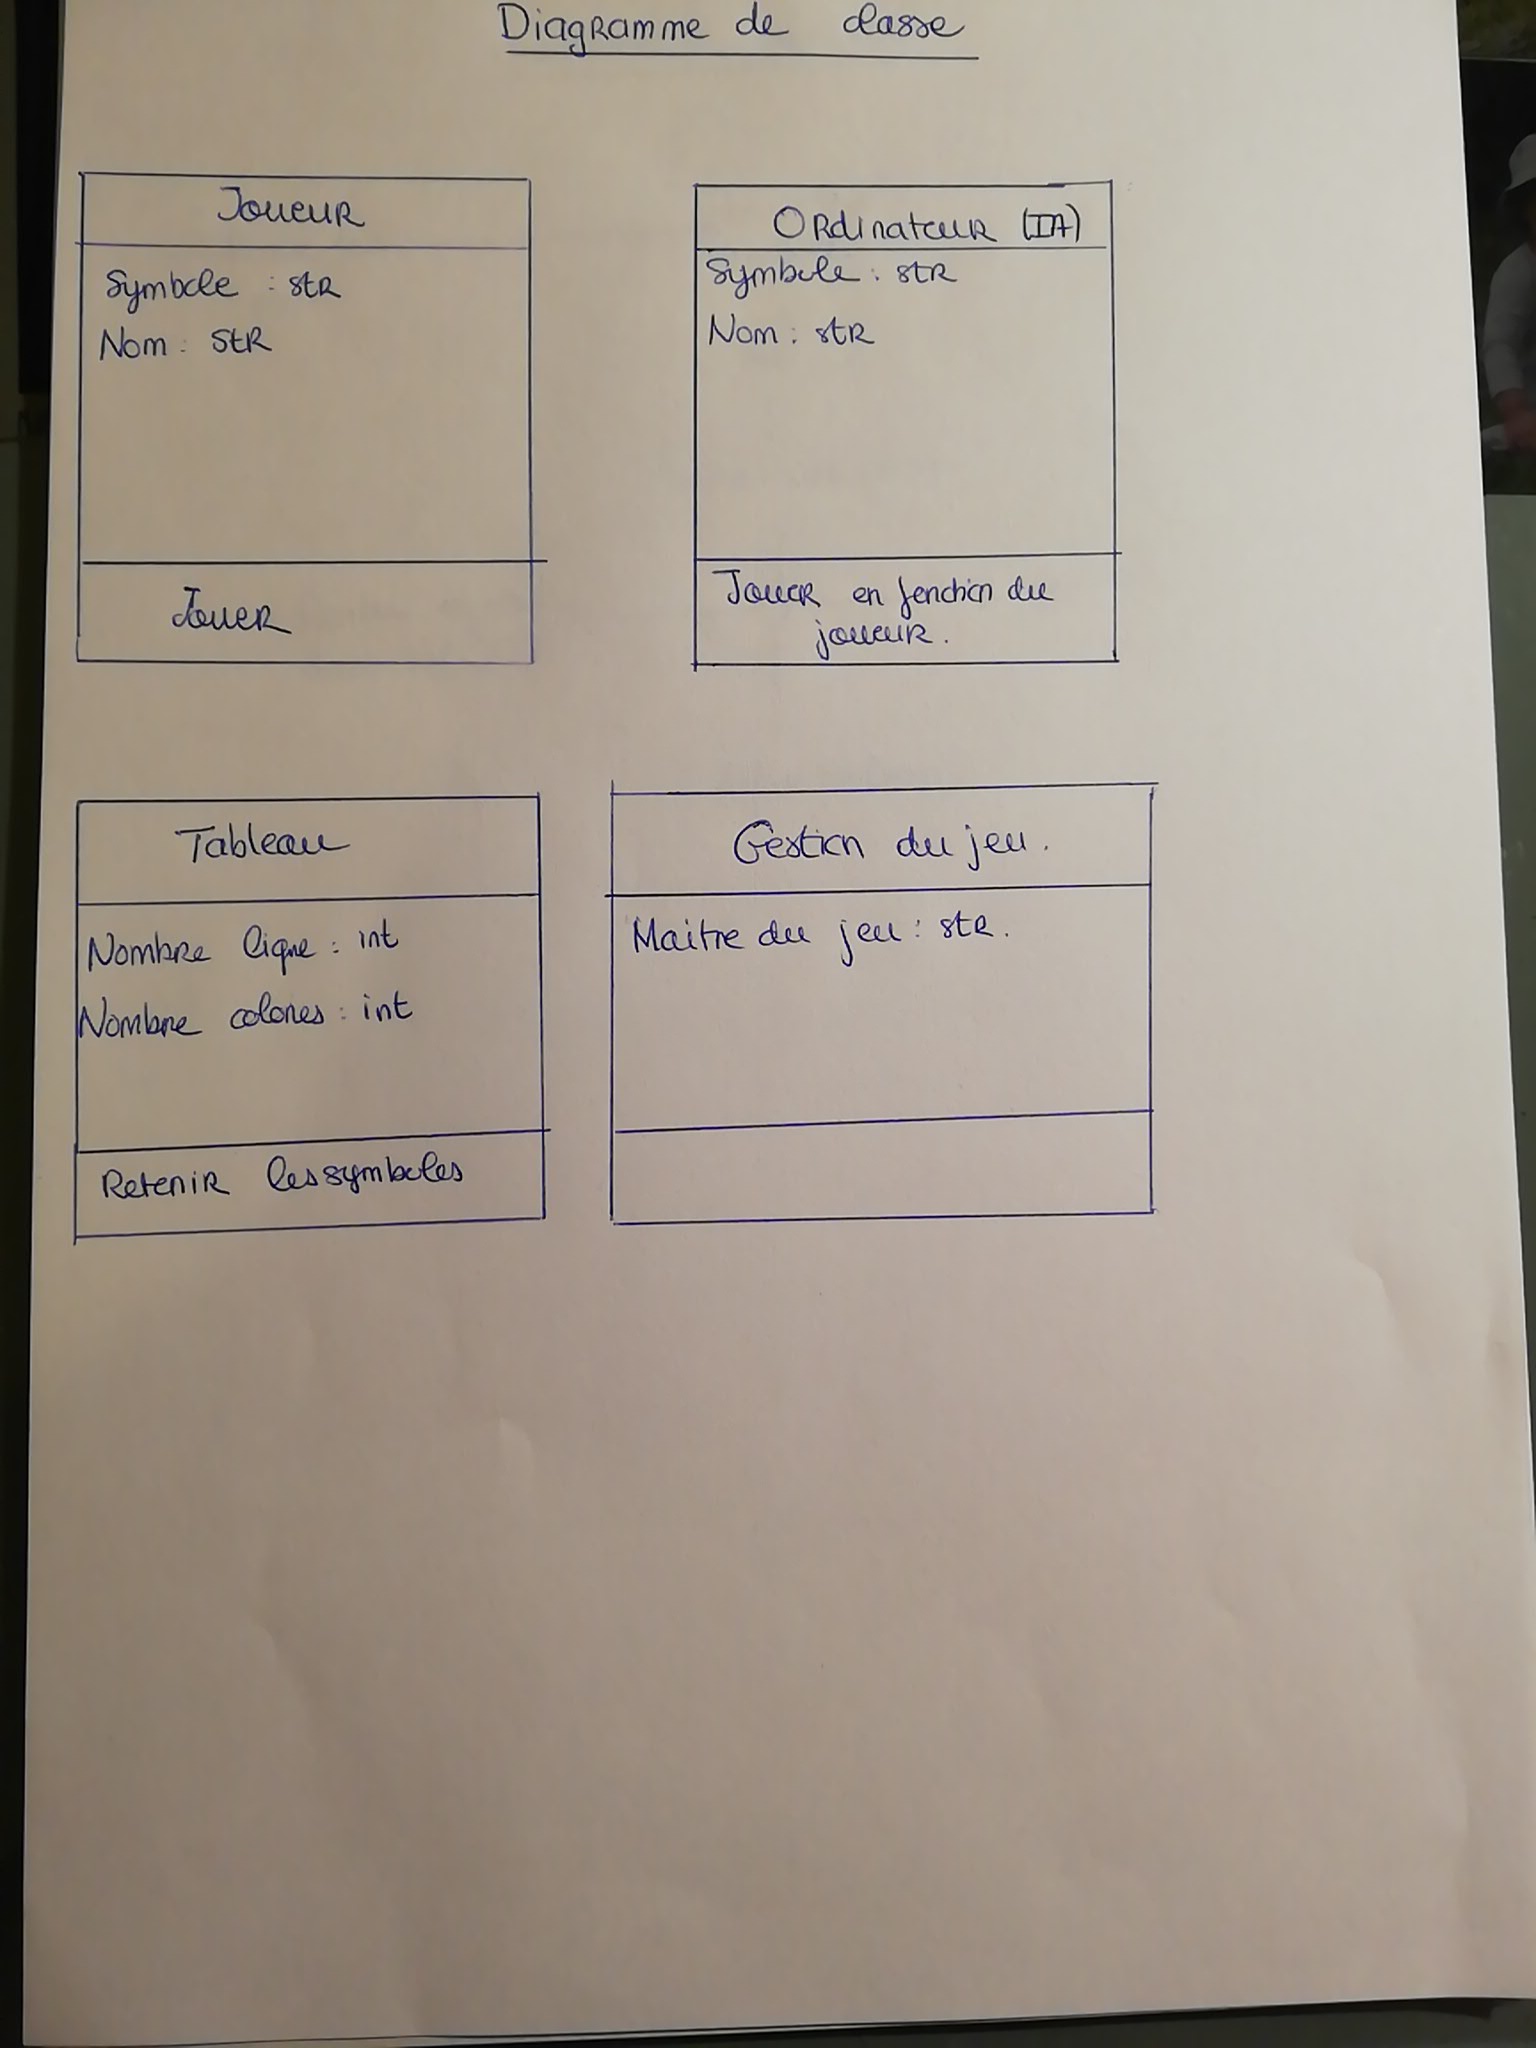 Diagramme de classe
Joueur
Symbole : str
Nom : str
Jouer
Ordinateur (IA)
Symbole : str
Nom : str
Jouer en fonction du
joueur.
Tableau
Nombre ligne : int
Nombre colones : int
Retenir les symboles
Gestion du jeu.
Maitre du jeu : str.